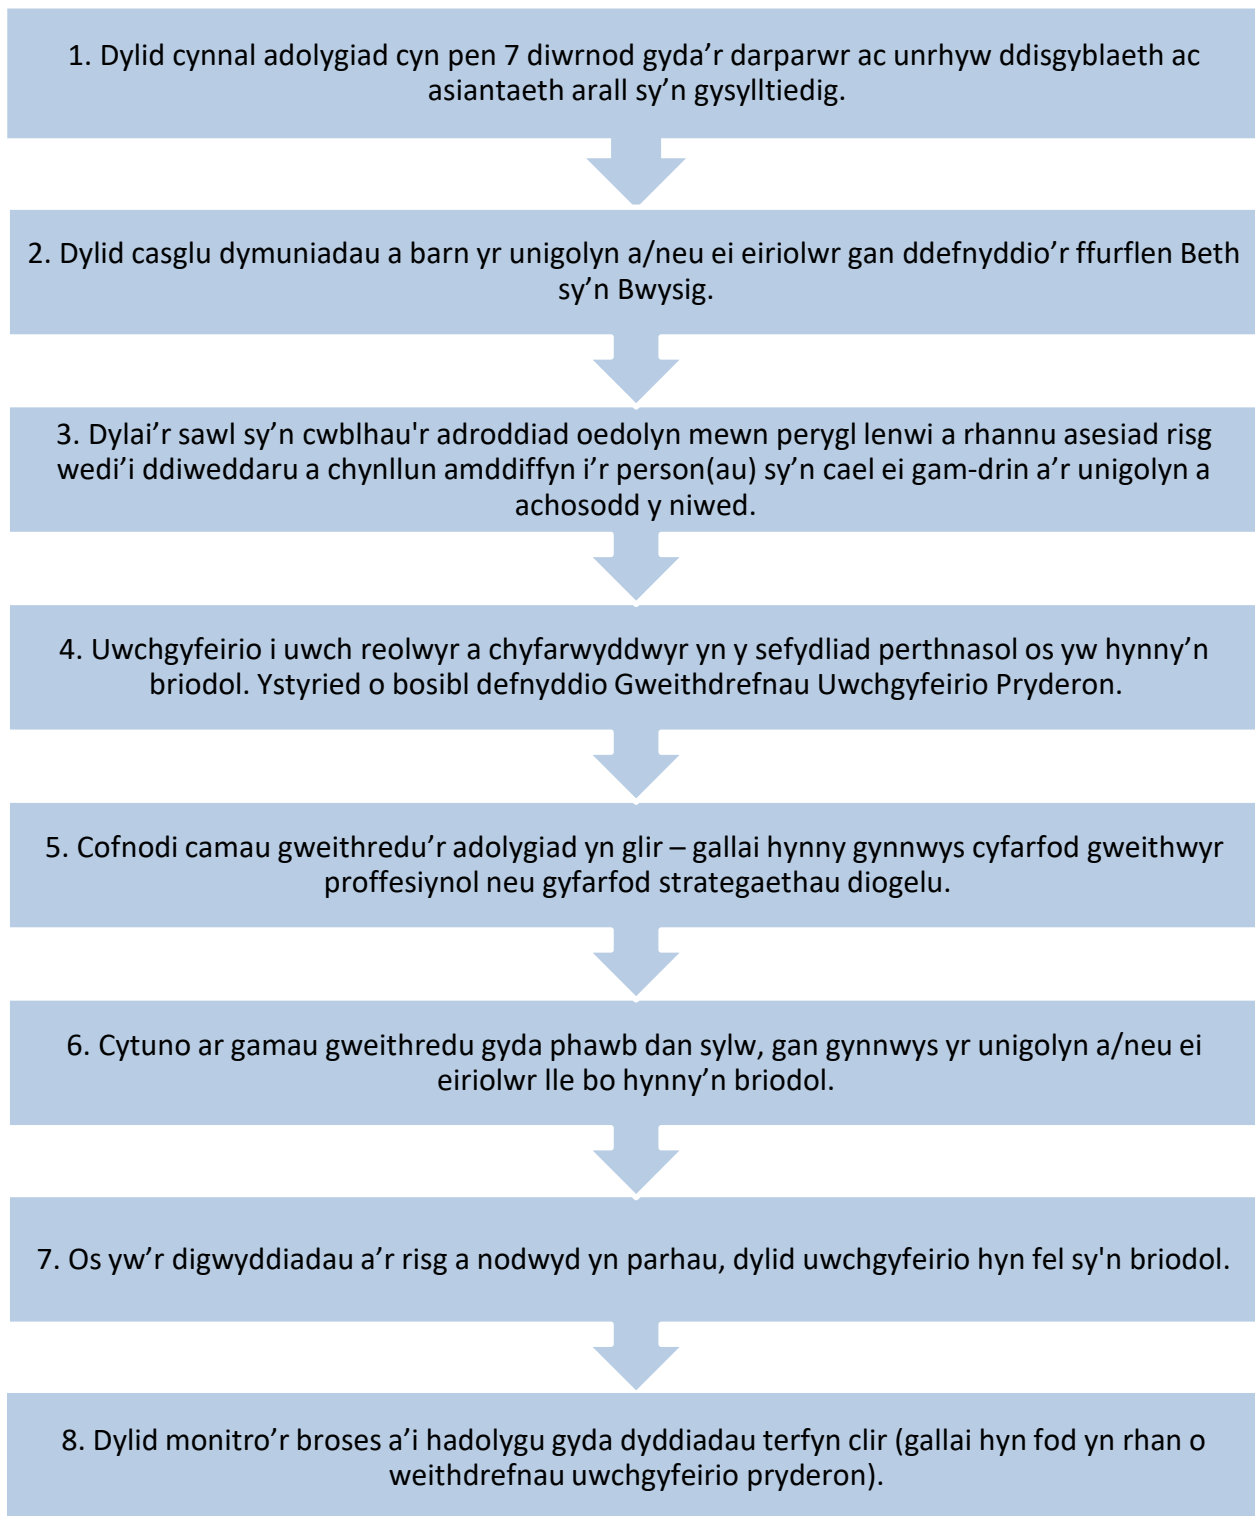 1. Dylid cynnal adolygiad cyn pen 7 diwrnod gyda’r darparwr ac unrhyw ddisgyblaeth ac
asiantaeth arall sy’n gysylltiedig.
2. Dylid casglu dymuniadau a barn yr unigolyn a/neu ei eiriolwr gan ddefnyddio’r ffurflen Beth
sy’n Bwysig.
3. Dylai’r sawl sy’n cwblhau'r adroddiad oedolyn mewn perygl lenwi a rhannu asesiad risg
wedi’i ddiweddaru a chynllun amddiffyn i’r person(au) sy’n cael ei gam-drin a’r unigolyn a
achosodd y niwed.
4. Uwchgyfeirio i uwch reolwyr a chyfarwyddwyr yn y sefydliad perthnasol os yw hynny’n
briodol. Ystyried o bosibl defnyddio Gweithdrefnau Uwchgyfeirio Pryderon.
5. Cofnodi camau gweithredu’r adolygiad yn glir – gallai hynny gynnwys cyfarfod gweithwyr
proffesiynol neu gyfarfod strategaethau diogelu.
6. Cytuno ar gamau gweithredu gyda phawb dan sylw, gan gynnwys yr unigolyn a/neu ei
eiriolwr lle bo hynny’n briodol.
7. Os yw’r digwyddiadau a’r risg a nodwyd yn parhau, dylid uwchgyfeirio hyn fel sy'n briodol.
8. Dylid monitro’r broses a’i hadolygu gyda dyddiadau terfyn clir (gallai hyn fod yn rhan o
weithdrefnau uwchgyfeirio pryderon).